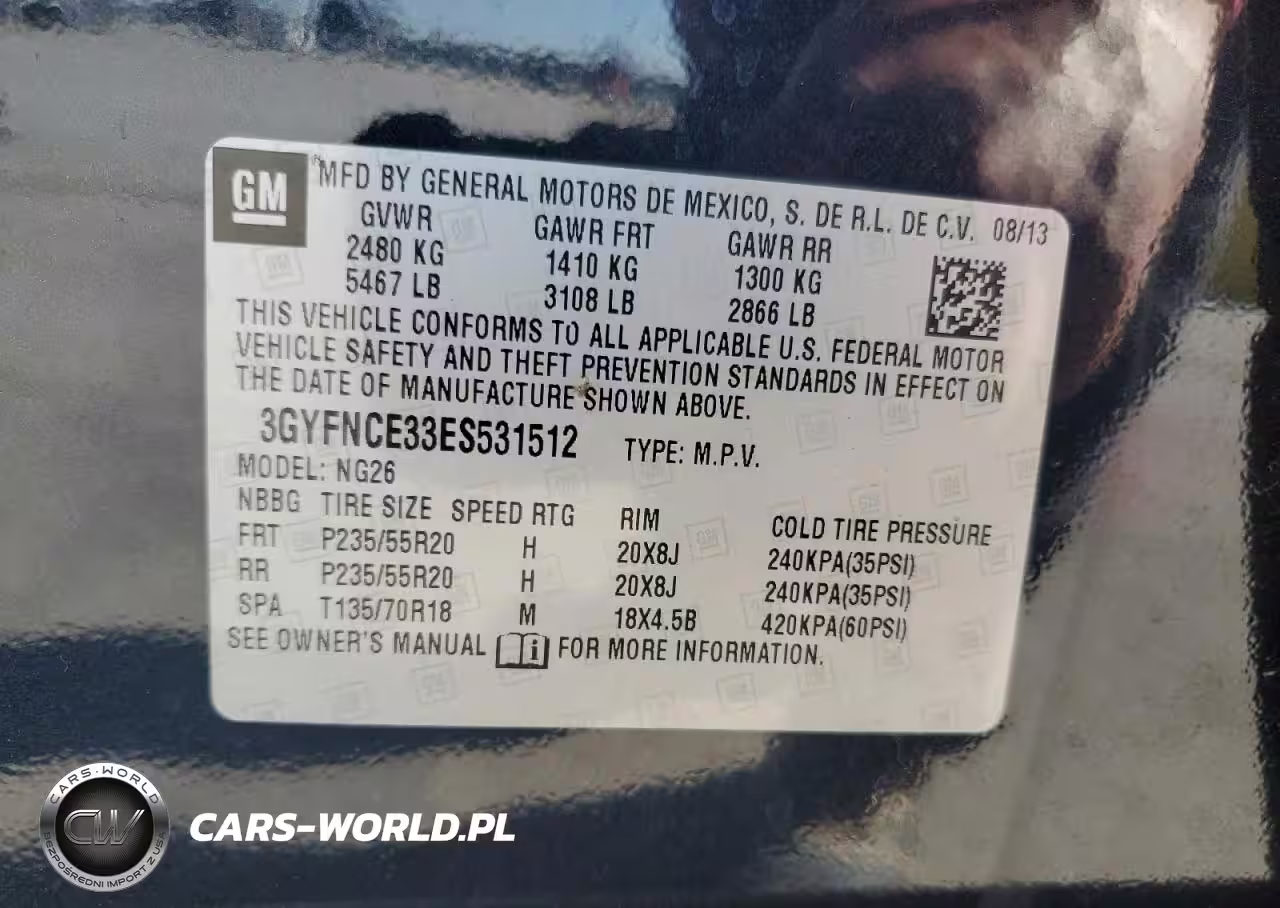 GM
MFD BY GENERAL MOTORS DE MEXICO, S. DE R.L. DE C.V. 08/13
GVWR GAWR FRT GAWR RR
2480 KG 1410 KG 1300 KG
5467 LB 3108 LB 2866 LB
THIS VEHICLE CONFORMS TO ALL APPLICABLE U.S. FEDERAL MOTOR
VEHICLE SAFETY AND THEFT PREVENTION STANDARDS IN EFFECT ON
THE DATE OF MANUFACTURE SHOWN ABOVE.
3GYFNCE33ES531512 TYPE: M.P.V.
MODEL: NG26
NBBG TIRE SIZE SPEED RTG RIM COLD TIRE PRESSURE
FRT P235/55R20 H 20X8J 240KPA(35PSI)
RR P235/55R20 H 20X8J 240KPA(35PSI)
SPA T135/70R18 M 18X4.5B 420KPA(60PSI)
SEE OWNER'S MANUAL i FOR MORE INFORMATION.
CARS-WORLD
CW
BEZPOŚREDNI IMPORT Z USA
CARS-WORLD.PL